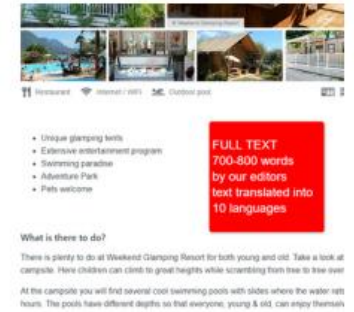 © Weekend Glamping Resort
Restaurant Internet / WiFi Outdoor pool
Unique glamping tents
Extensive entertainment program
Swimming paradise
Adventure Park
Pets welcome
FULL TEXT
700-800 words
by our editors
text translated into
10 languages
What is there to do?
There is plenty to do at Weekend Glamping Resort for both young and old. Take a look at
campsite. Here children can climb to great heights while scrambling from tree to tree over
At the campsite you will find several cool swimming pools with slides where the water rats
hours. The pools have different depths so that everyone, young & old, can enjoy